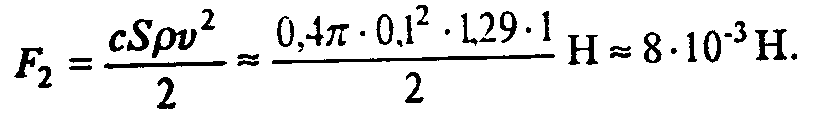 F₂ = cSρv²/2 ≈ 0,4π · 0,1² · 1,29 · 1/2 Н ≈ 8 · 10⁻³ Н.